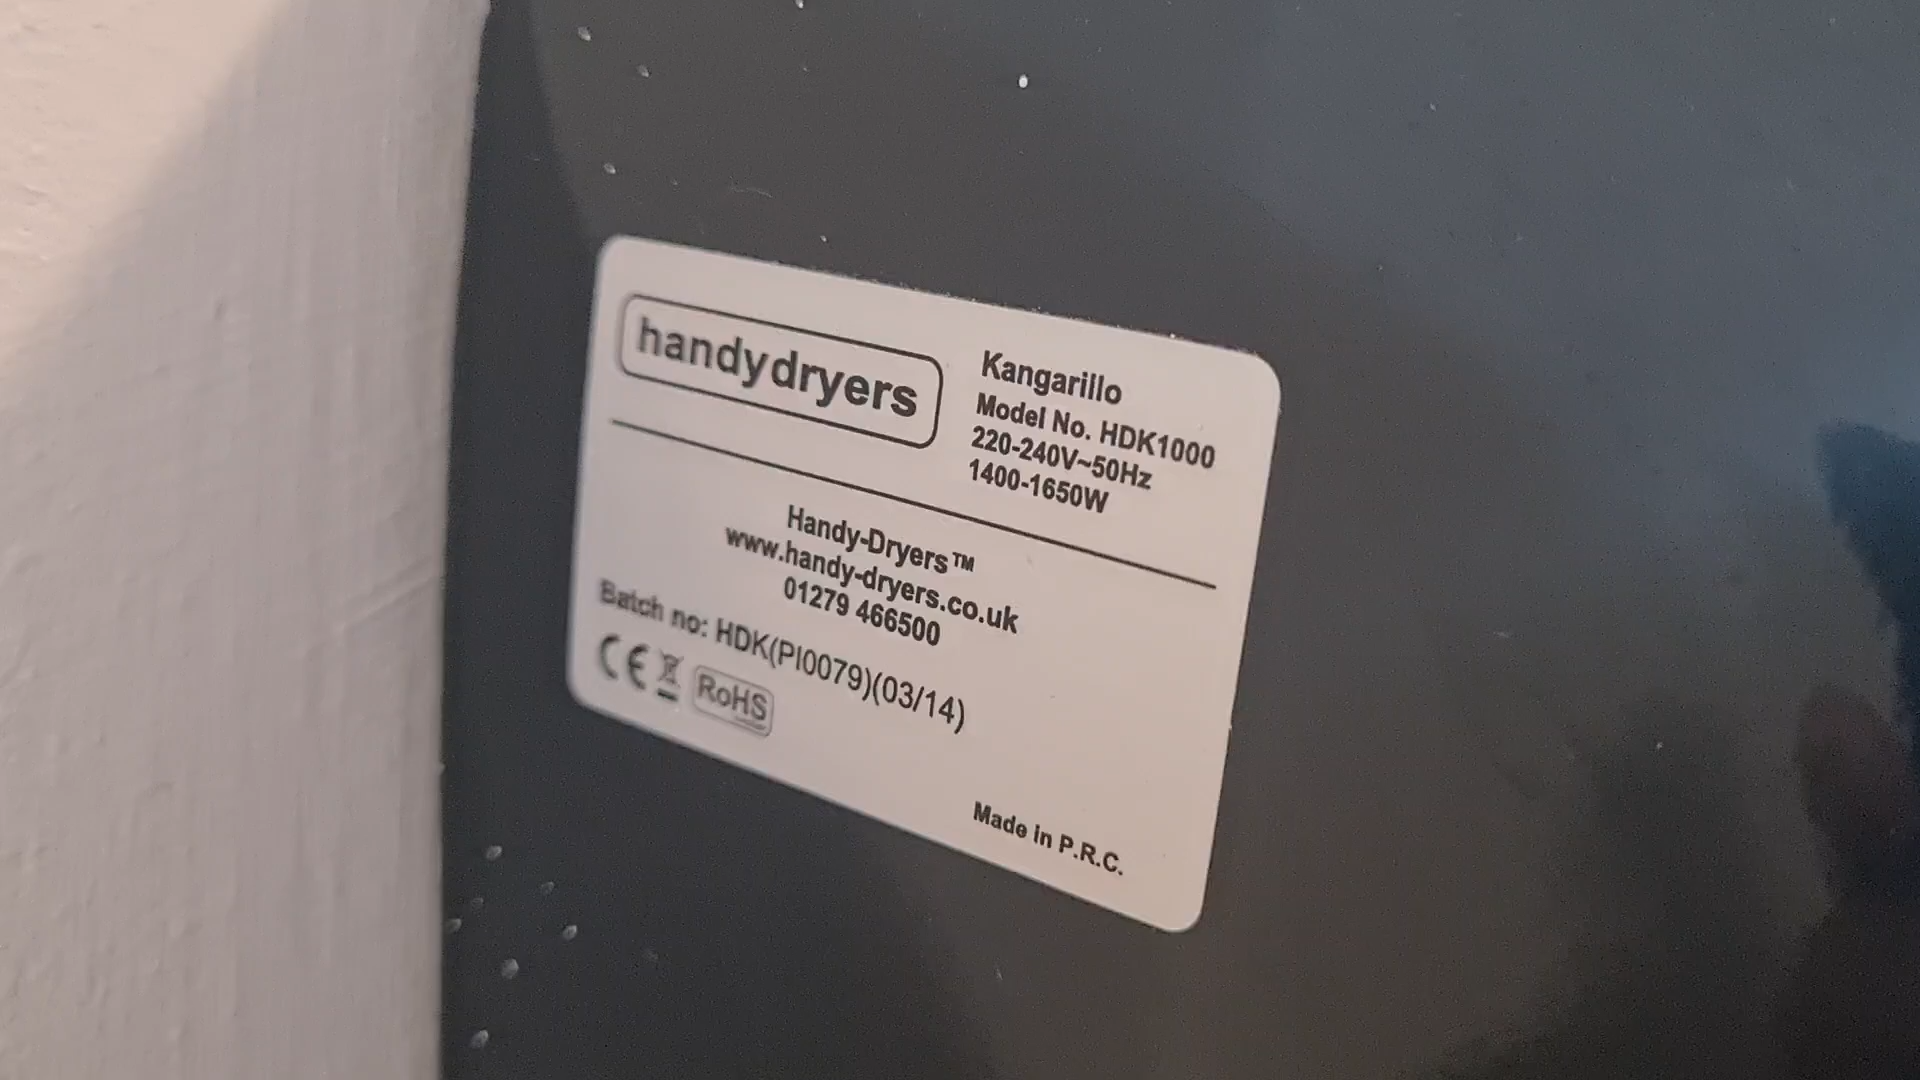 handydryers
Kangarillo
Model No. HDK1000
220-240V~50Hz
1400-1650W
Handy-Dryers™
www.handy-dryers.co.uk
01279 466500
Batch no: HDK(PI0079)(03/14)
CE RoHS
Made in P.R.C.